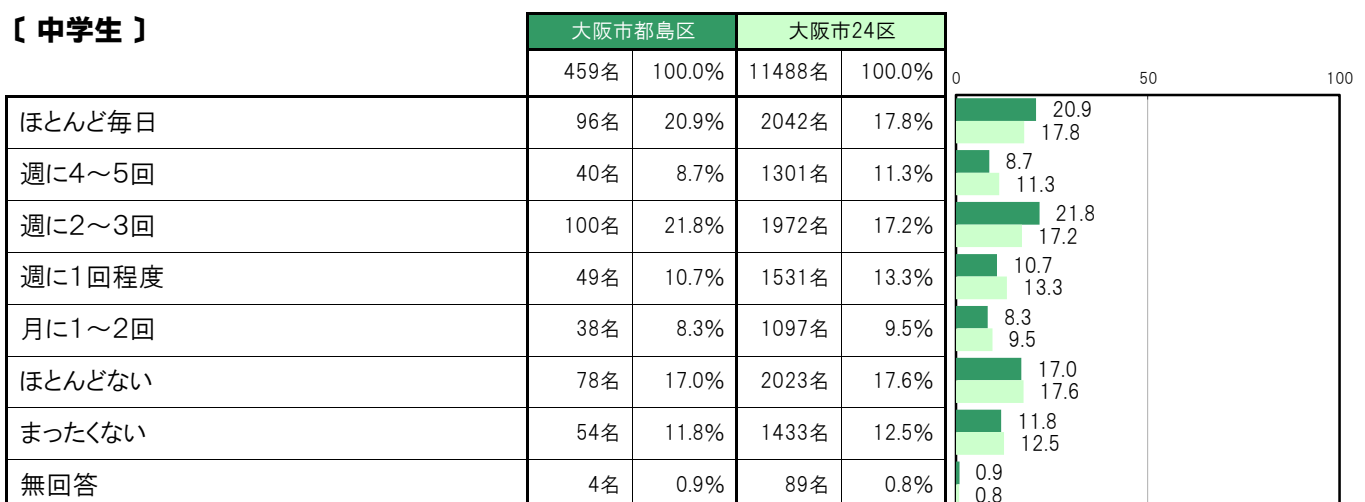 〔 中学生 〕
大阪市都島区 大阪市24区
459名 100.0% 11488名 100.0% 0 50 100
ほとんど毎日 96名 20.9% 2042名 17.8% 20.9 17.8
週に4～5回 40名 8.7% 1301名 11.3% 8.7 11.3
週に2～3回 100名 21.8% 1972名 17.2% 21.8 17.2
週に1回程度 49名 10.7% 1531名 13.3% 10.7 13.3
月に1～2回 38名 8.3% 1097名 9.5% 8.3 9.5
ほとんどない 78名 17.0% 2023名 17.6% 17.0 17.6
まったくない 54名 11.8% 1433名 12.5% 11.8 12.5
無回答 4名 0.9% 89名 0.8% 0.9 0.8